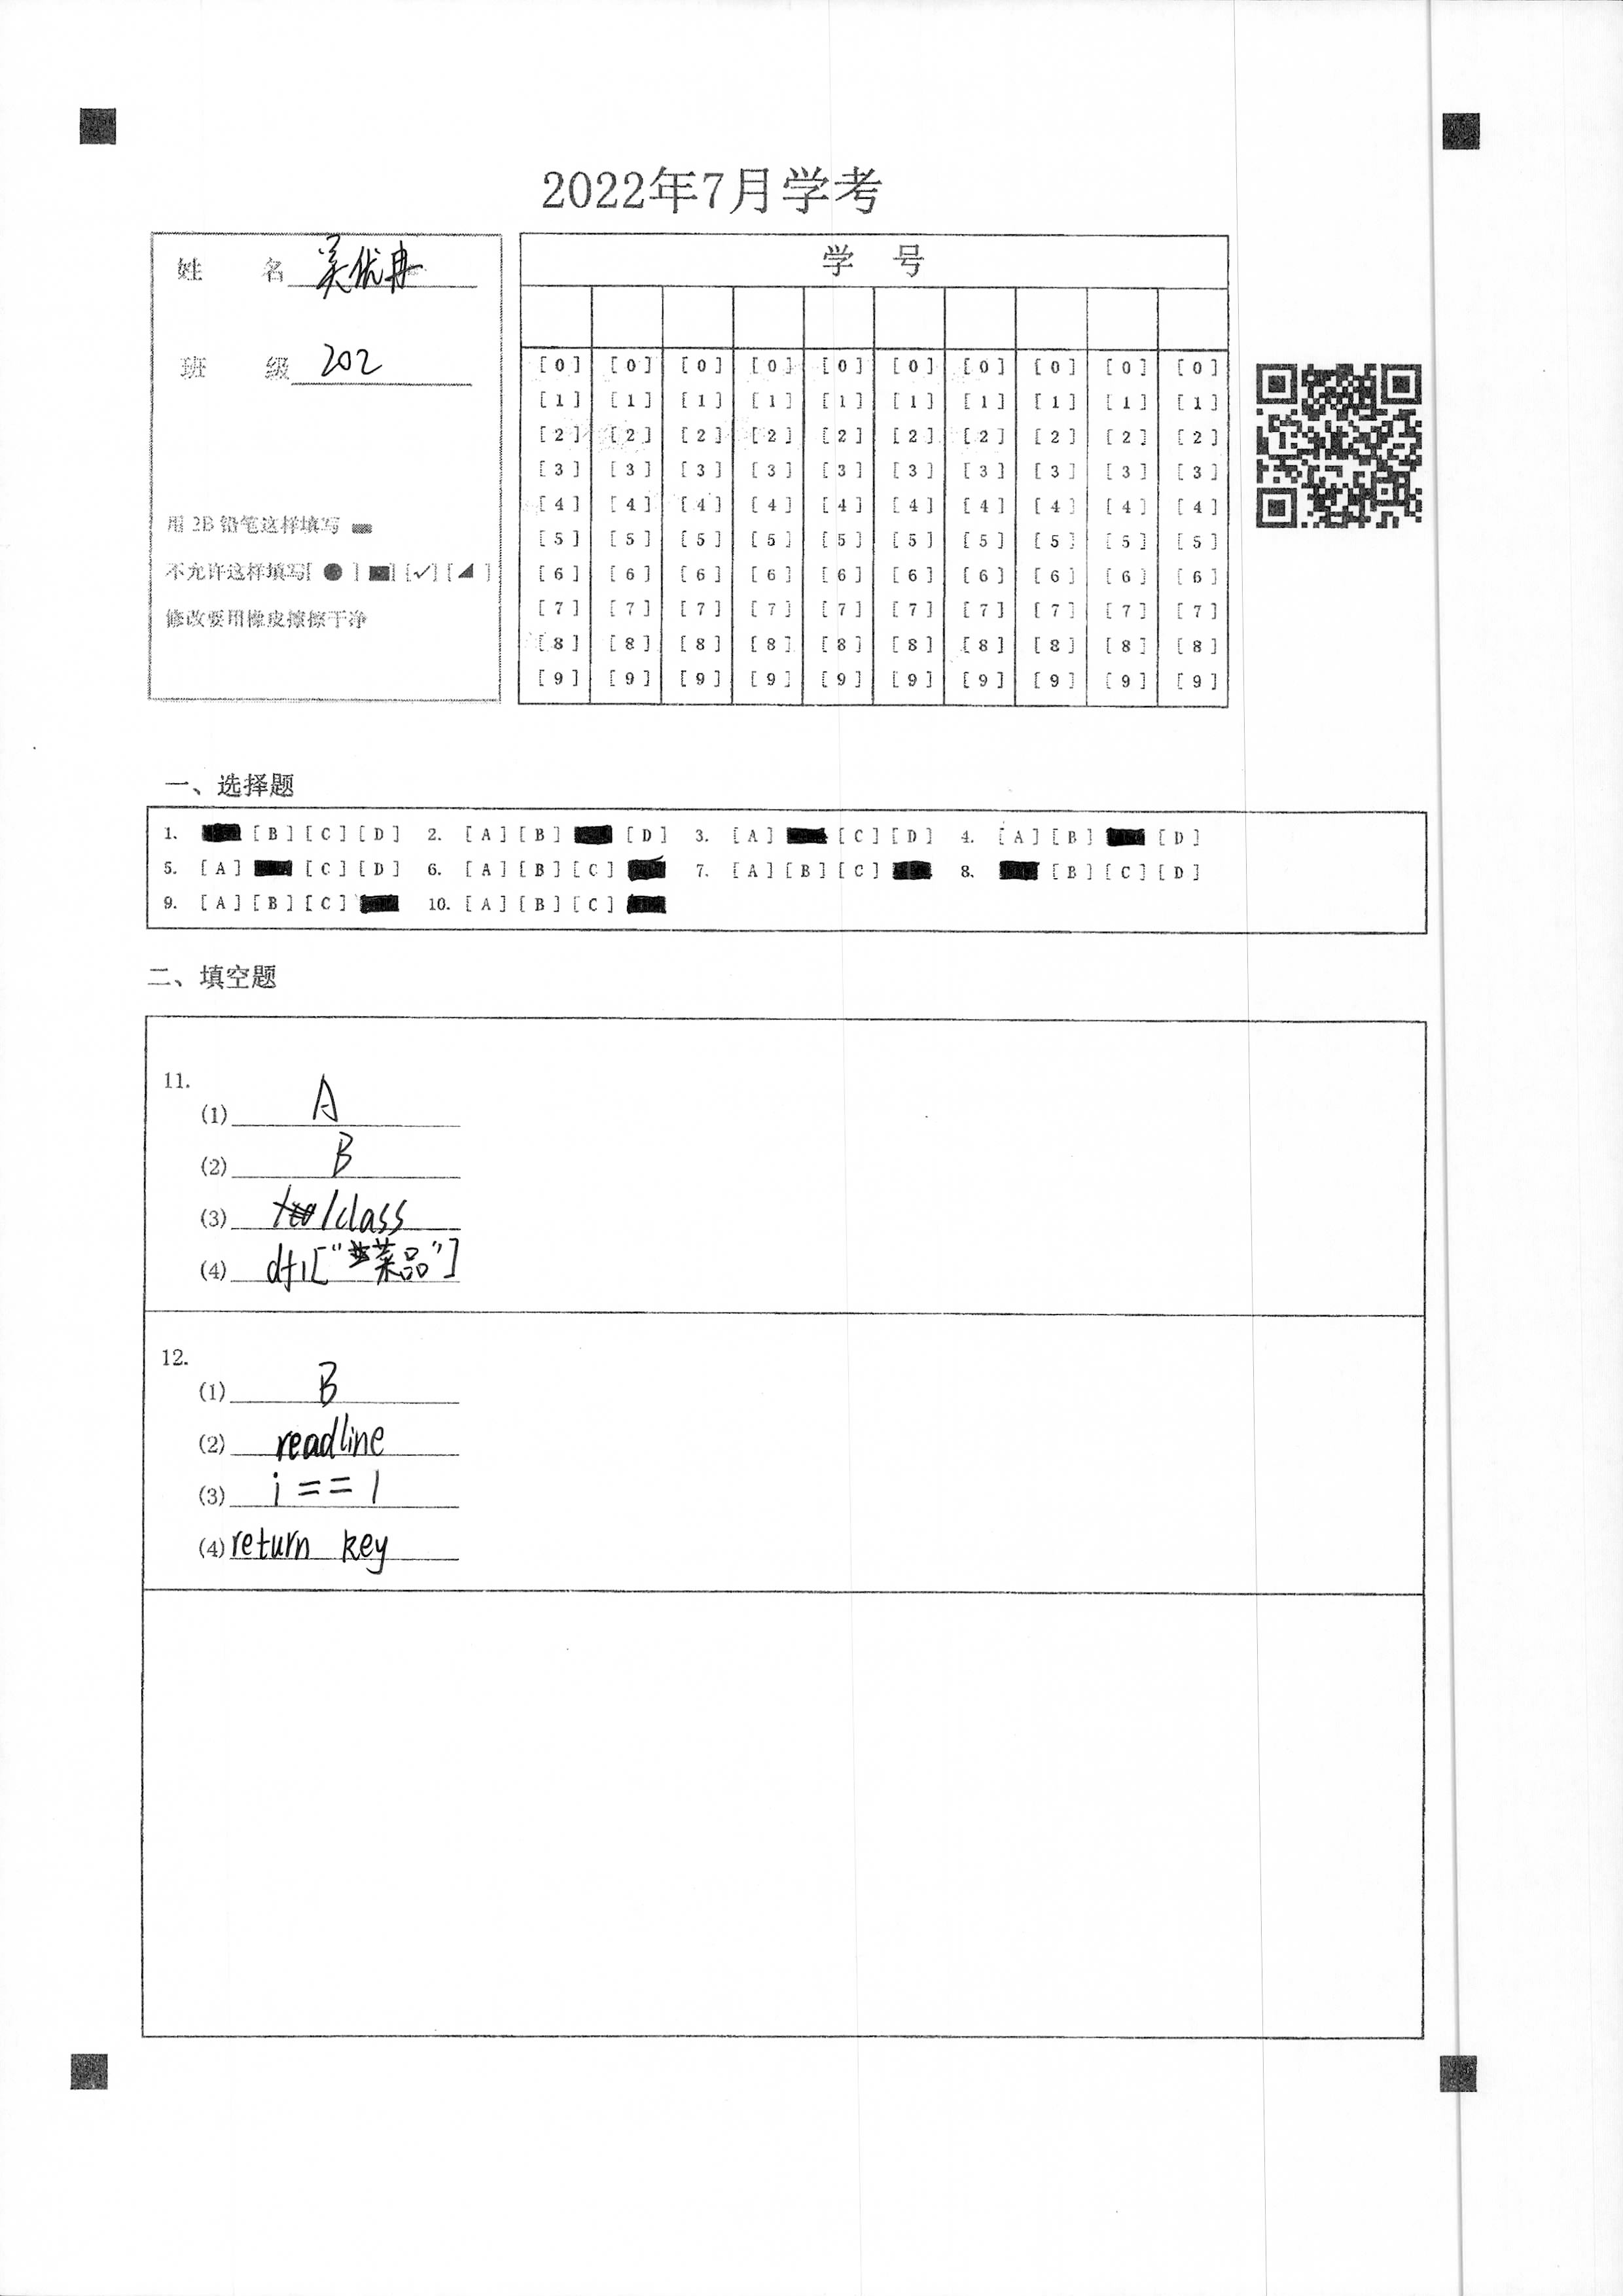 2022年7月学考
姓 名 吴优冉
班 级 202
用 2B 铅笔这样填写
不允许这样填写[ ● ] [■] [✓] [◢ ]
修改要用橡皮擦擦干净
学 号
[0] [0] [0] [0] [0] [0] [0] [0] [0] [0]
[1] [1] [1] [1] [1] [1] [1] [1] [1] [1]
[2] [2] [2] [2] [2] [2] [2] [2] [2] [2]
[3] [3] [3] [3] [3] [3] [3] [3] [3] [3]
[4] [4] [4] [4] [4] [4] [4] [4] [4] [4]
[5] [5] [5] [5] [5] [5] [5] [5] [5] [5]
[6] [6] [6] [6] [6] [6] [6] [6] [6] [6]
[7] [7] [7] [7] [7] [7] [7] [7] [7] [7]
[8] [8] [8] [8] [8] [8] [8] [8] [8] [8]
[9] [9] [9] [9] [9] [9] [9] [9] [9] [9]
一、选择题
1. [B] [C] [D] 2. [A] [B] [D] 3. [A] [C] [D] 4. [A] [B] [D]
5. [A] [C] [D] 6. [A] [B] [C] 7. [A] [B] [C] 8. [B] [C] [D]
9. [A] [B] [C] 10. [A] [B] [C]
二、填空题
11.
(1) A
(2) B
(3) /class
(4) df1["菜品"]
12.
(1) B
(2) readline
(3) i == 1
(4) return key